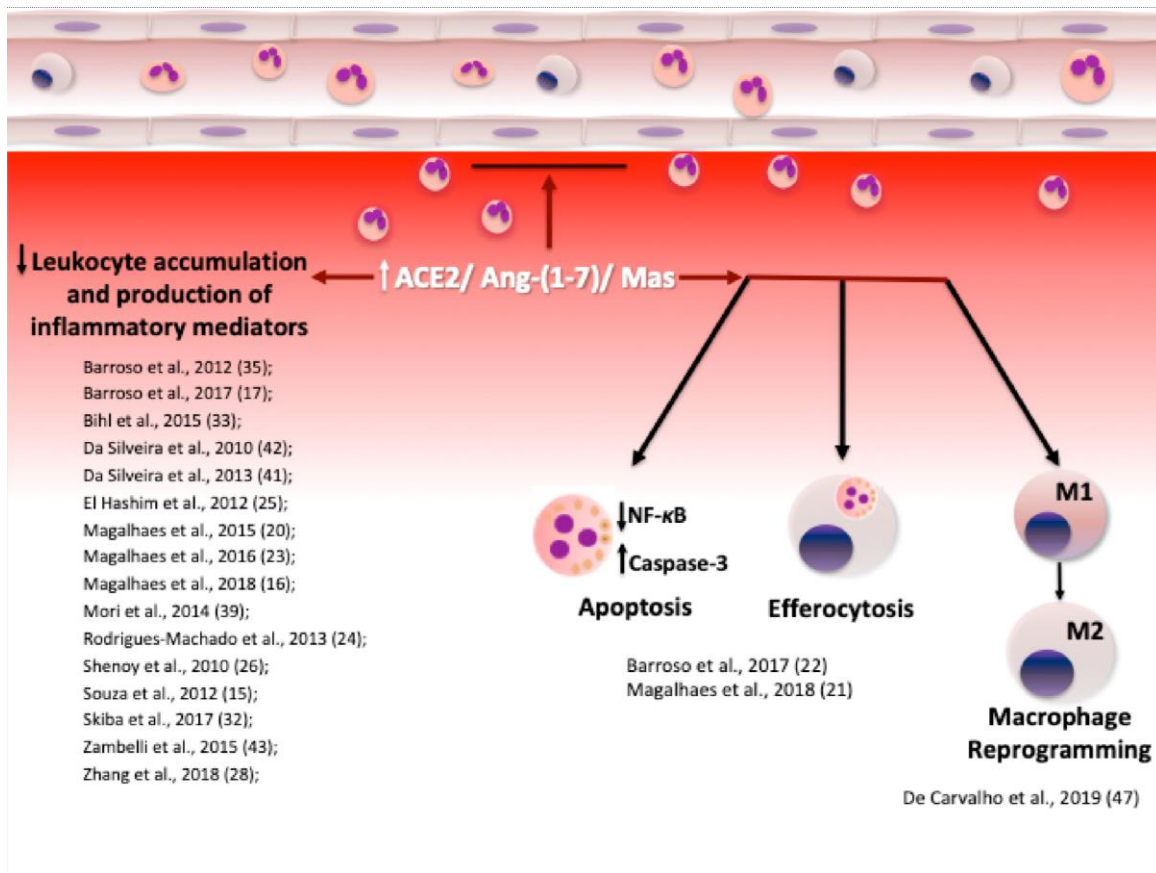 ↓Leukocyte accumulation
and production of
inflammatory mediators
↑ACE2/ Ang-(1-7)/ Mas
Barroso et al., 2012 (35);
Barroso et al., 2017 (17);
Bihl et al., 2015 (33);
Da Silveira et al., 2010 (42);
Da Silveira et al., 2013 (41);
El Hashim et al., 2012 (25);
Magalhaes et al., 2015 (20);
Magalhaes et al., 2016 (23);
Magalhaes et al., 2018 (16);
Mori et al., 2014 (39);
Rodrigues-Machado et al., 2013 (24);
Shenoy et al., 2010 (26);
Souza et al., 2012 (15);
Skiba et al., 2017 (32);
Zambelli et al., 2015 (43);
Zhang et al., 2018 (28);
↓NF-κB
↑Caspase-3
Apoptosis
Efferocytosis
Barroso et al., 2017 (22)
Magalhaes et al., 2018 (21)
M1
M2
Macrophage
Reprogramming
De Carvalho et al., 2019 (47)